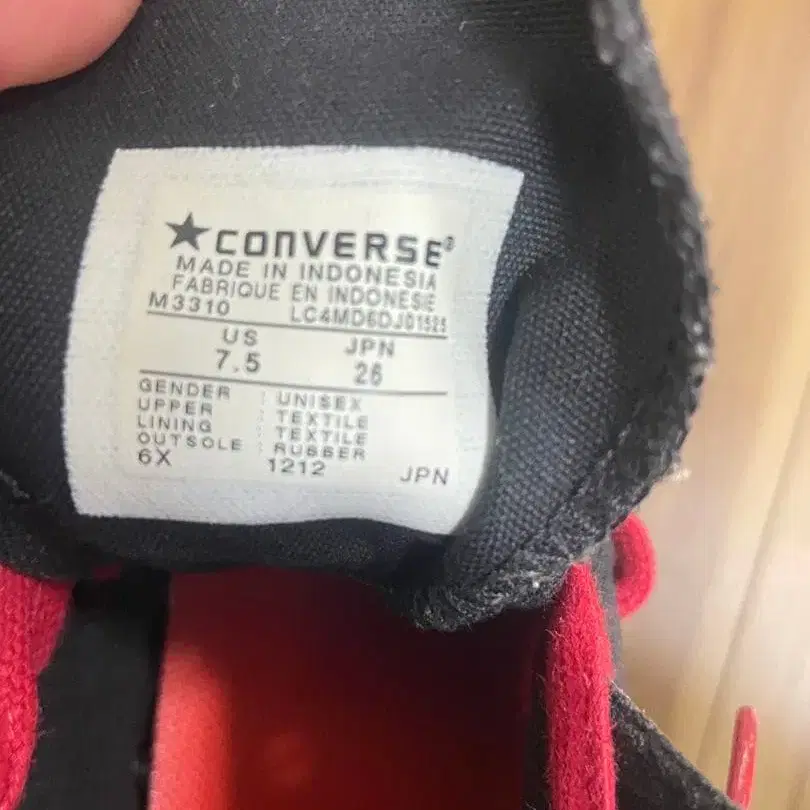 ★CONVERSE®
MADE IN INDONESIA
FABRIQUE EN INDONESIE
M3310 LC4MD6DJ01525
US JPN
7.5 26
GENDER : UNISEX
UPPER : TEXTILE
LINING : TEXTILE
OUTSOLE : RUBBER
6X 1212 JPN